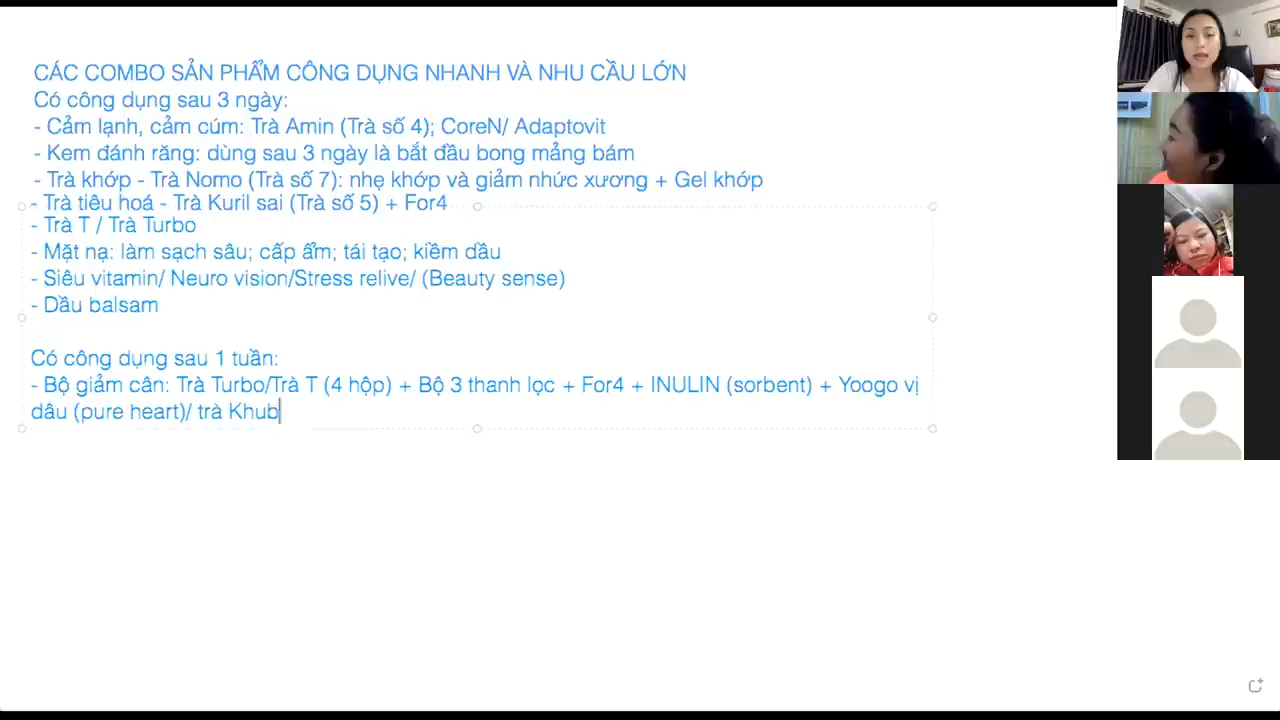 CÁC COMBO SẢN PHẨM CÔNG DỤNG NHANH VÀ NHU CẦU LỚN
Có công dụng sau 3 ngày:
- Cảm lạnh, cảm cúm: Trà Amin (Trà số 4); CoreN/ Adaptovit
- Kem đánh răng: dùng sau 3 ngày là bắt đầu bong mảng bám
- Trà khớp - Trà Nomo (Trà số 7): nhẹ khớp và giảm nhức xương + Gel khớp
- Trà tiêu hoá - Trà Kuril sai (Trà số 5) + For4
- Trà T / Trà Turbo
- Mặt nạ: làm sạch sâu; cấp ẩm; tái tạo; kiềm dầu
- Siêu vitamin/ Neuro vision/Stress relive/ (Beauty sense)
- Dầu balsam
Có công dụng sau 1 tuần:
- Bộ giảm cân: Trà Turbo/Trà T (4 hộp) + Bộ 3 thanh lọc + For4 + INULIN (sorbent) + Yoogo vị
dâu (pure heart)/ trà Khub